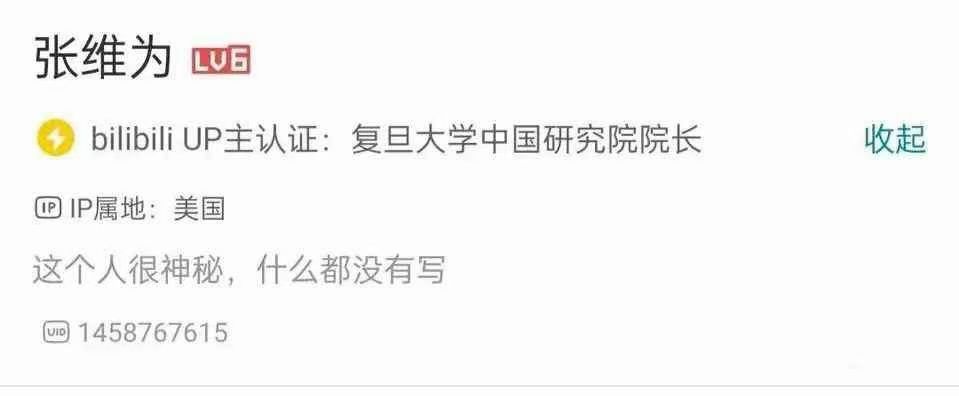 张维为 LV6
bilibili UP主认证：复旦大学中国研究院院长 收起
IP IP属地：美国
这个人很神秘，什么都没有写
UID 1458767615